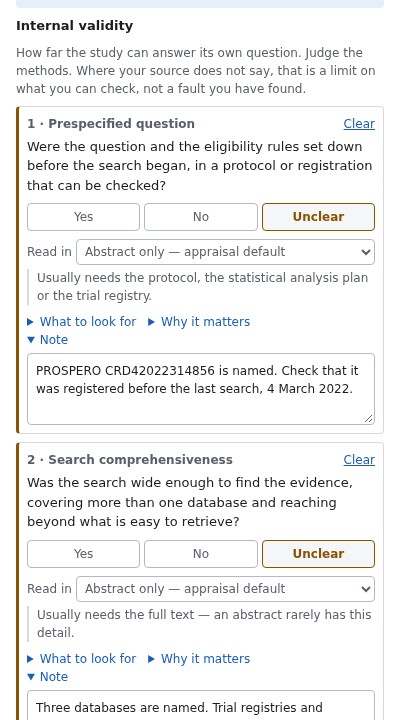 Internal validity
How far the study can answer its own question. Judge the
methods. Where your source does not say, that is a limit on
what you can check, not a fault you have found.
1 · Prespecified question Clear
Were the question and the eligibility rules set down
before the search began, in a protocol or registration
that can be checked?
Yes No Unclear
Read in Abstract only — appraisal default
Usually needs the protocol, the statistical analysis plan
or the trial registry.
What to look for Why it matters
Note
PROSPERO CRD42022314856 is named. Check that it
was registered before the last search, 4 March 2022.
2 · Search comprehensiveness Clear
Was the search wide enough to find the evidence,
covering more than one database and reaching
beyond what is easy to retrieve?
Yes No Unclear
Read in Abstract only — appraisal default
Usually needs the full text — an abstract rarely has this
detail.
What to look for Why it matters
Note
Three databases are named. Trial registries and